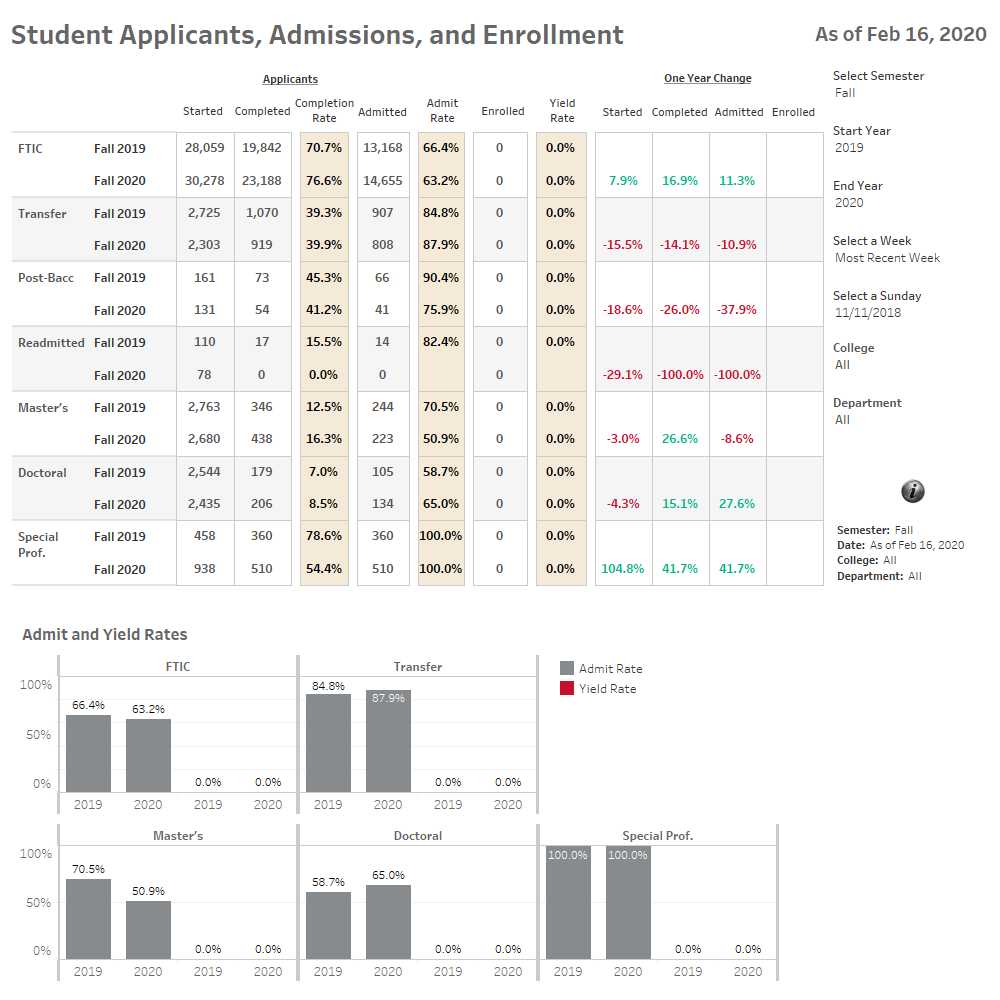 Student Applicants, Admissions, and Enrollment
As of Feb 16, 2020
Applicants
One Year Change
Started Completed Completion Rate Admitted Admit Rate Enrolled Yield Rate Started Completed Admitted Enrolled
FTIC Fall 2019 28,059 19,842 70.7% 13,168 66.4% 0 0.0%
Fall 2020 30,278 23,188 76.6% 14,655 63.2% 0 0.0% 7.9% 16.9% 11.3%
Transfer Fall 2019 2,725 1,070 39.3% 907 84.8% 0 0.0%
Fall 2020 2,303 919 39.9% 808 87.9% 0 0.0% -15.5% -14.1% -10.9%
Post-Bacc Fall 2019 161 73 45.3% 66 90.4% 0 0.0%
Fall 2020 131 54 41.2% 41 75.9% 0 0.0% -18.6% -26.0% -37.9%
Readmitted Fall 2019 110 17 15.5% 14 82.4% 0 0.0%
Fall 2020 78 0 0.0% 0 0 -29.1% -100.0% -100.0%
Master's Fall 2019 2,763 346 12.5% 244 70.5% 0 0.0%
Fall 2020 2,680 438 16.3% 223 50.9% 0 0.0% -3.0% 26.6% -8.6%
Doctoral Fall 2019 2,544 179 7.0% 105 58.7% 0 0.0%
Fall 2020 2,435 206 8.5% 134 65.0% 0 0.0% -4.3% 15.1% 27.6%
Special Prof. Fall 2019 458 360 78.6% 360 100.0% 0 0.0%
Fall 2020 938 510 54.4% 510 100.0% 0 0.0% 104.8% 41.7% 41.7%
Select Semester
Fall
Start Year
2019
End Year
2020
Select a Week
Most Recent Week
Select a Sunday
11/11/2018
College
All
Department
All
i
Semester: Fall
Date: As of Feb 16, 2020
College: All
Department: All
Admit and Yield Rates
FTIC Transfer
Admit Rate
Yield Rate
100%
50%
0%
66.4% 63.2% 0.0% 0.0% 84.8% 87.9% 0.0% 0.0%
2019 2020 2019 2020 2019 2020 2019 2020
Master's Doctoral Special Prof.
100%
50%
0%
70.5% 50.9% 0.0% 0.0% 58.7% 65.0% 0.0% 0.0% 100.0% 100.0% 0.0% 0.0%
2019 2020 2019 2020 2019 2020 2019 2020 2019 2020 2019 2020